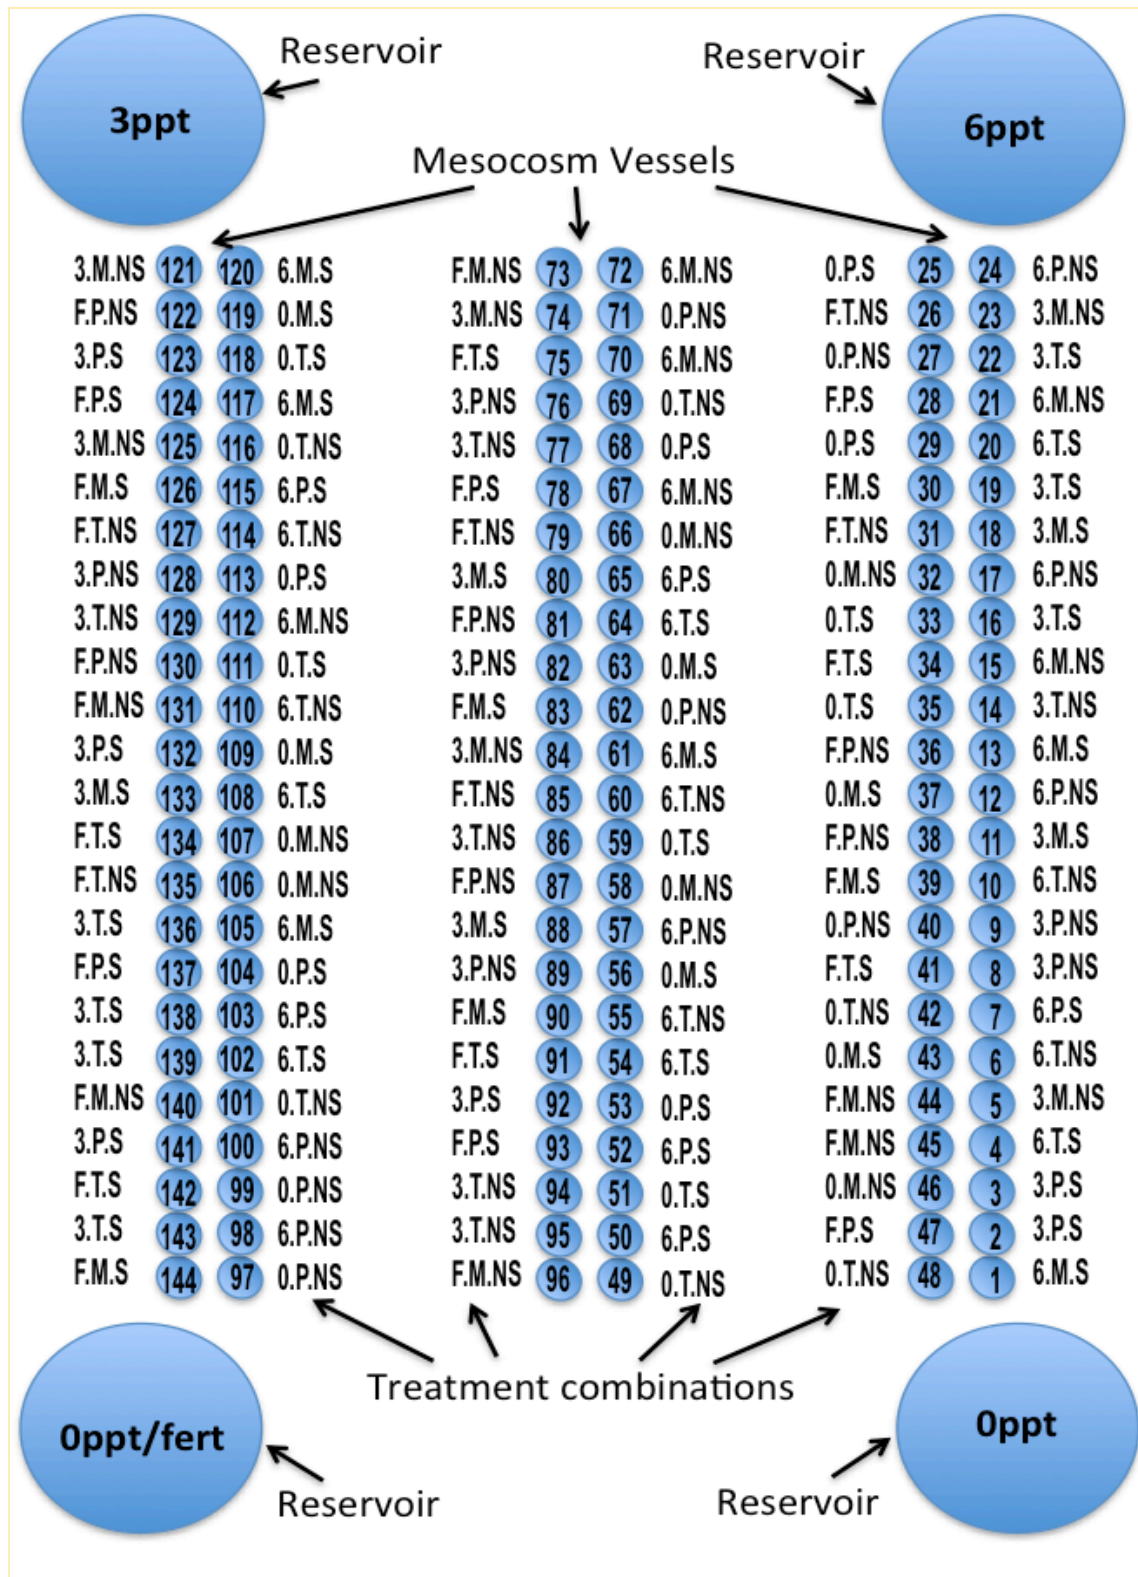 Reservoir Reservoir
3ppt 6ppt
Mesocosm Vessels
3.M.NS 121 120 6.M.S F.M.NS 73 72 6.M.NS 0.P.S 25 24 6.P.NS
F.P.NS 122 119 0.M.S 3.M.NS 74 71 0.P.NS F.T.NS 26 23 3.M.NS
3.P.S 123 118 0.T.S F.T.S 75 70 6.M.NS 0.P.NS 27 22 3.T.S
F.P.S 124 117 6.M.S 3.P.NS 76 69 0.T.NS F.P.S 28 21 6.M.NS
3.M.NS 125 116 0.T.NS 3.T.NS 77 68 0.P.S 0.P.S 29 20 6.T.S
F.M.S 126 115 6.P.S F.P.S 78 67 6.M.NS F.M.S 30 19 3.T.S
F.T.NS 127 114 6.T.NS F.T.NS 79 66 0.M.NS F.T.NS 31 18 3.M.S
3.P.NS 128 113 0.P.S 3.M.S 80 65 6.P.S 0.M.NS 32 17 6.P.NS
3.T.NS 129 112 6.M.NS F.P.NS 81 64 6.T.S 0.T.S 33 16 3.T.S
F.P.NS 130 111 0.T.S 3.P.NS 82 63 0.M.S F.T.S 34 15 6.M.NS
F.M.NS 131 110 6.T.NS F.M.S 83 62 0.P.NS 0.T.S 35 14 3.T.NS
3.P.S 132 109 0.M.S 3.M.NS 84 61 6.M.S F.P.NS 36 13 6.M.S
3.M.S 133 108 6.T.S F.T.NS 85 60 6.T.NS 0.M.S 37 12 6.P.NS
F.T.S 134 107 0.M.NS 3.T.NS 86 59 0.T.S F.P.NS 38 11 3.M.S
F.T.NS 135 106 0.M.NS F.P.NS 87 58 0.M.NS F.M.S 39 10 6.T.NS
3.T.S 136 105 6.M.S 3.M.S 88 57 6.P.NS 0.P.NS 40 9 3.P.NS
F.P.S 137 104 0.P.S 3.P.NS 89 56 0.M.S F.T.S 41 8 3.P.NS
3.T.S 138 103 6.P.S F.M.S 90 55 6.T.NS 0.T.NS 42 7 6.P.S
3.T.S 139 102 6.T.S F.T.S 91 54 6.T.S 0.M.S 43 6 6.T.NS
F.M.NS 140 101 0.T.NS 3.P.S 92 53 0.P.S F.M.NS 44 5 3.M.NS
3.P.S 141 100 6.P.NS F.P.S 93 52 6.P.S F.M.NS 45 4 6.T.S
F.T.S 142 99 0.P.NS 3.T.NS 94 51 0.T.S 0.M.NS 46 3 3.P.S
3.T.S 143 98 6.P.NS 3.T.NS 95 50 6.P.S F.P.S 47 2 3.P.S
F.M.S 144 97 0.P.NS F.M.NS 96 49 0.T.NS 0.T.NS 48 1 6.M.S
Treatment combinations
0ppt/fert 0ppt
Reservoir Reservoir